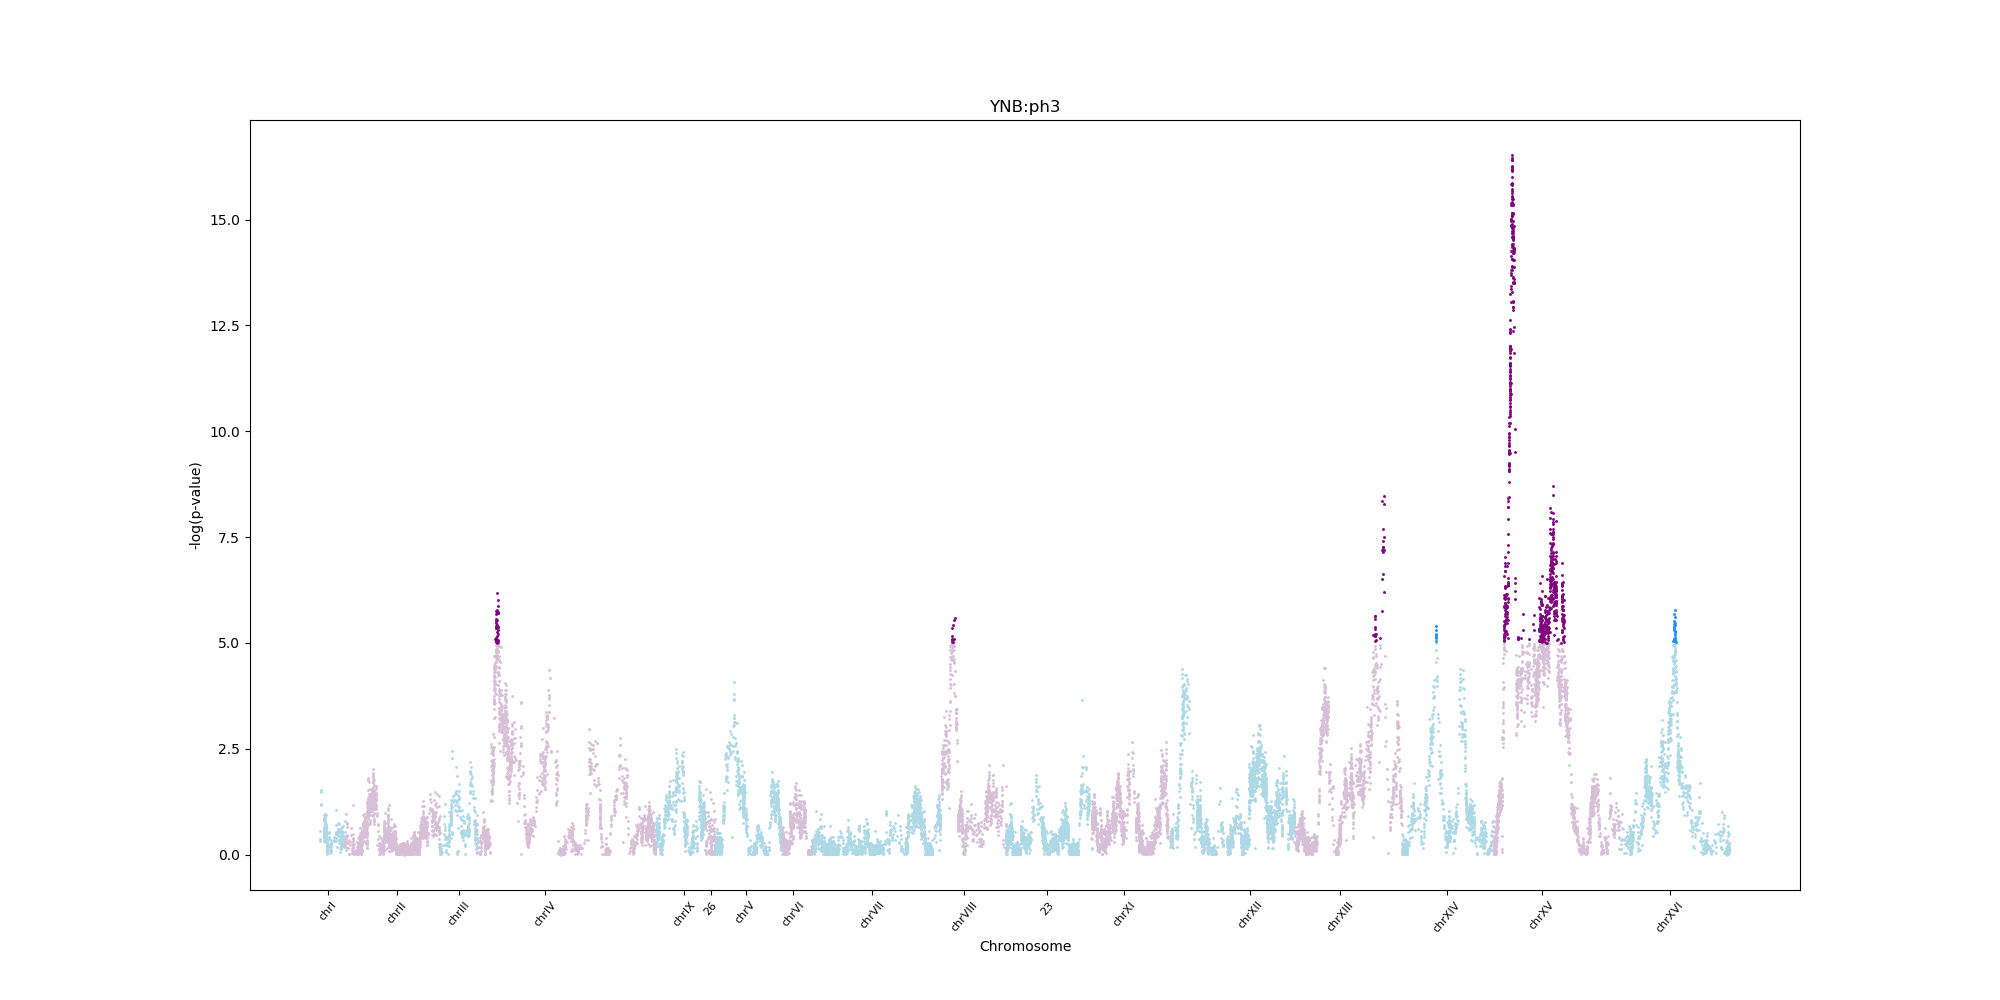 YNB:ph3
15.0
12.5
10.0
7.5
5.0
2.5
0.0
-log(p-value)
chrI chrII chrIII chrIV chrIX 26 chrV chrVI chrVII chrVIII 23 chrXI chrXII chrXIII chrXIV chrXV chrXVI
Chromosome